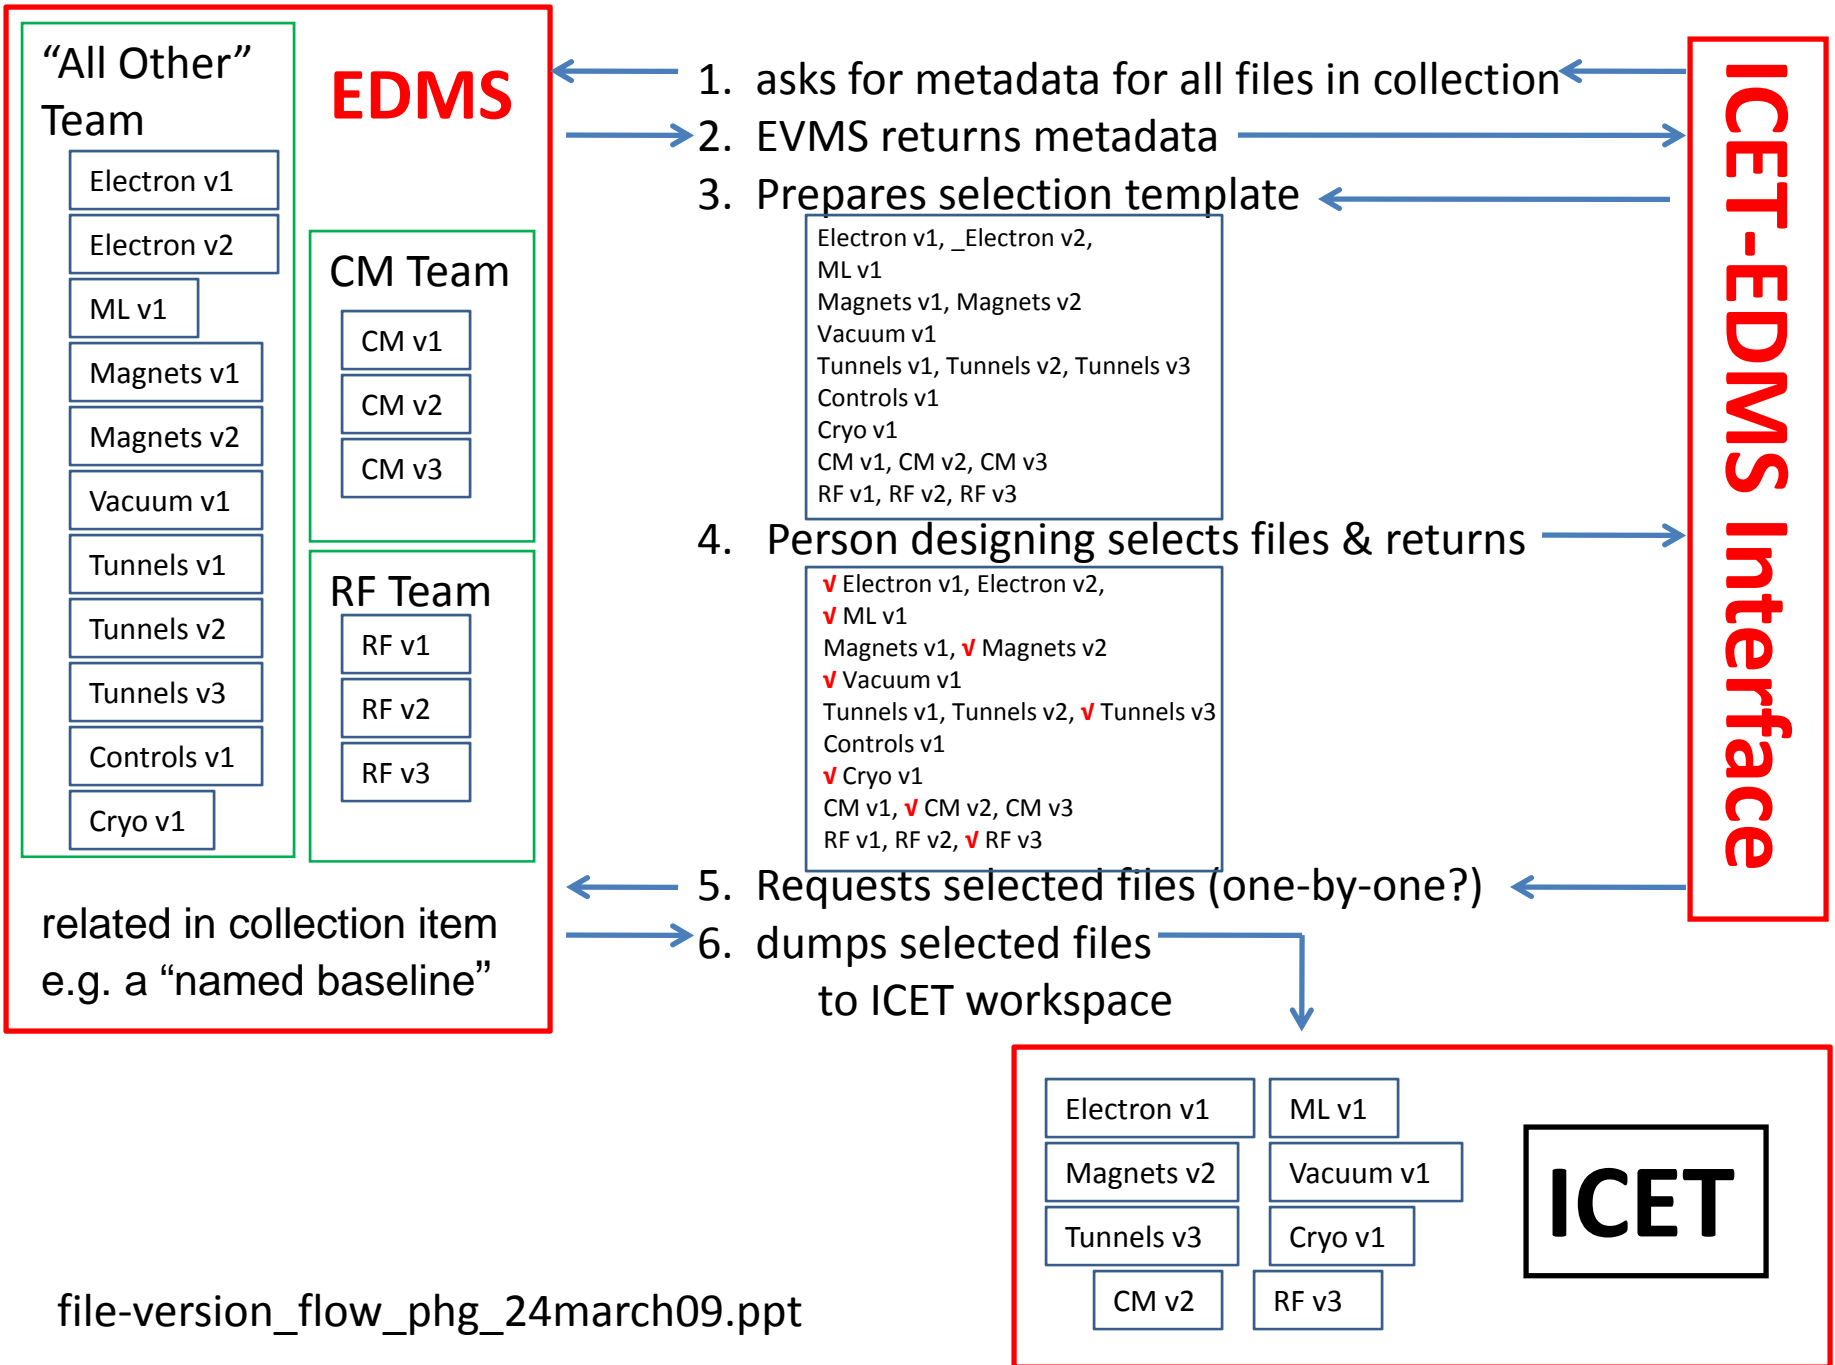 “All Other”
Team
Electron v1
Electron v2
ML v1
Magnets v1
Magnets v2
Vacuum v1
Tunnels v1
Tunnels v2
Tunnels v3
Controls v1
Cryo v1
EDMS
CM Team
CM v1
CM v2
CM v3
RF Team
RF v1
RF v2
RF v3
related in collection item
e.g. a “named baseline”
1. asks for metadata for all files in collection
2. EVMS returns metadata
3. Prepares selection template
Electron v1, _Electron v2,
ML v1
Magnets v1, Magnets v2
Vacuum v1
Tunnels v1, Tunnels v2, Tunnels v3
Controls v1
Cryo v1
CM v1, CM v2, CM v3
RF v1, RF v2, RF v3
4. Person designing selects files & returns
√ Electron v1, Electron v2,
√ ML v1
Magnets v1, √ Magnets v2
√ Vacuum v1
Tunnels v1, Tunnels v2, √ Tunnels v3
Controls v1
√ Cryo v1
CM v1, √ CM v2, CM v3
RF v1, RF v2, √ RF v3
5. Requests selected files (one-by-one?)
6. dumps selected files
to ICET workspace
ICET-EDMS Interface
Electron v1
ML v1
Magnets v2
Vacuum v1
Tunnels v3
Cryo v1
CM v2
RF v3
ICET
file-version_flow_phg_24march09.ppt